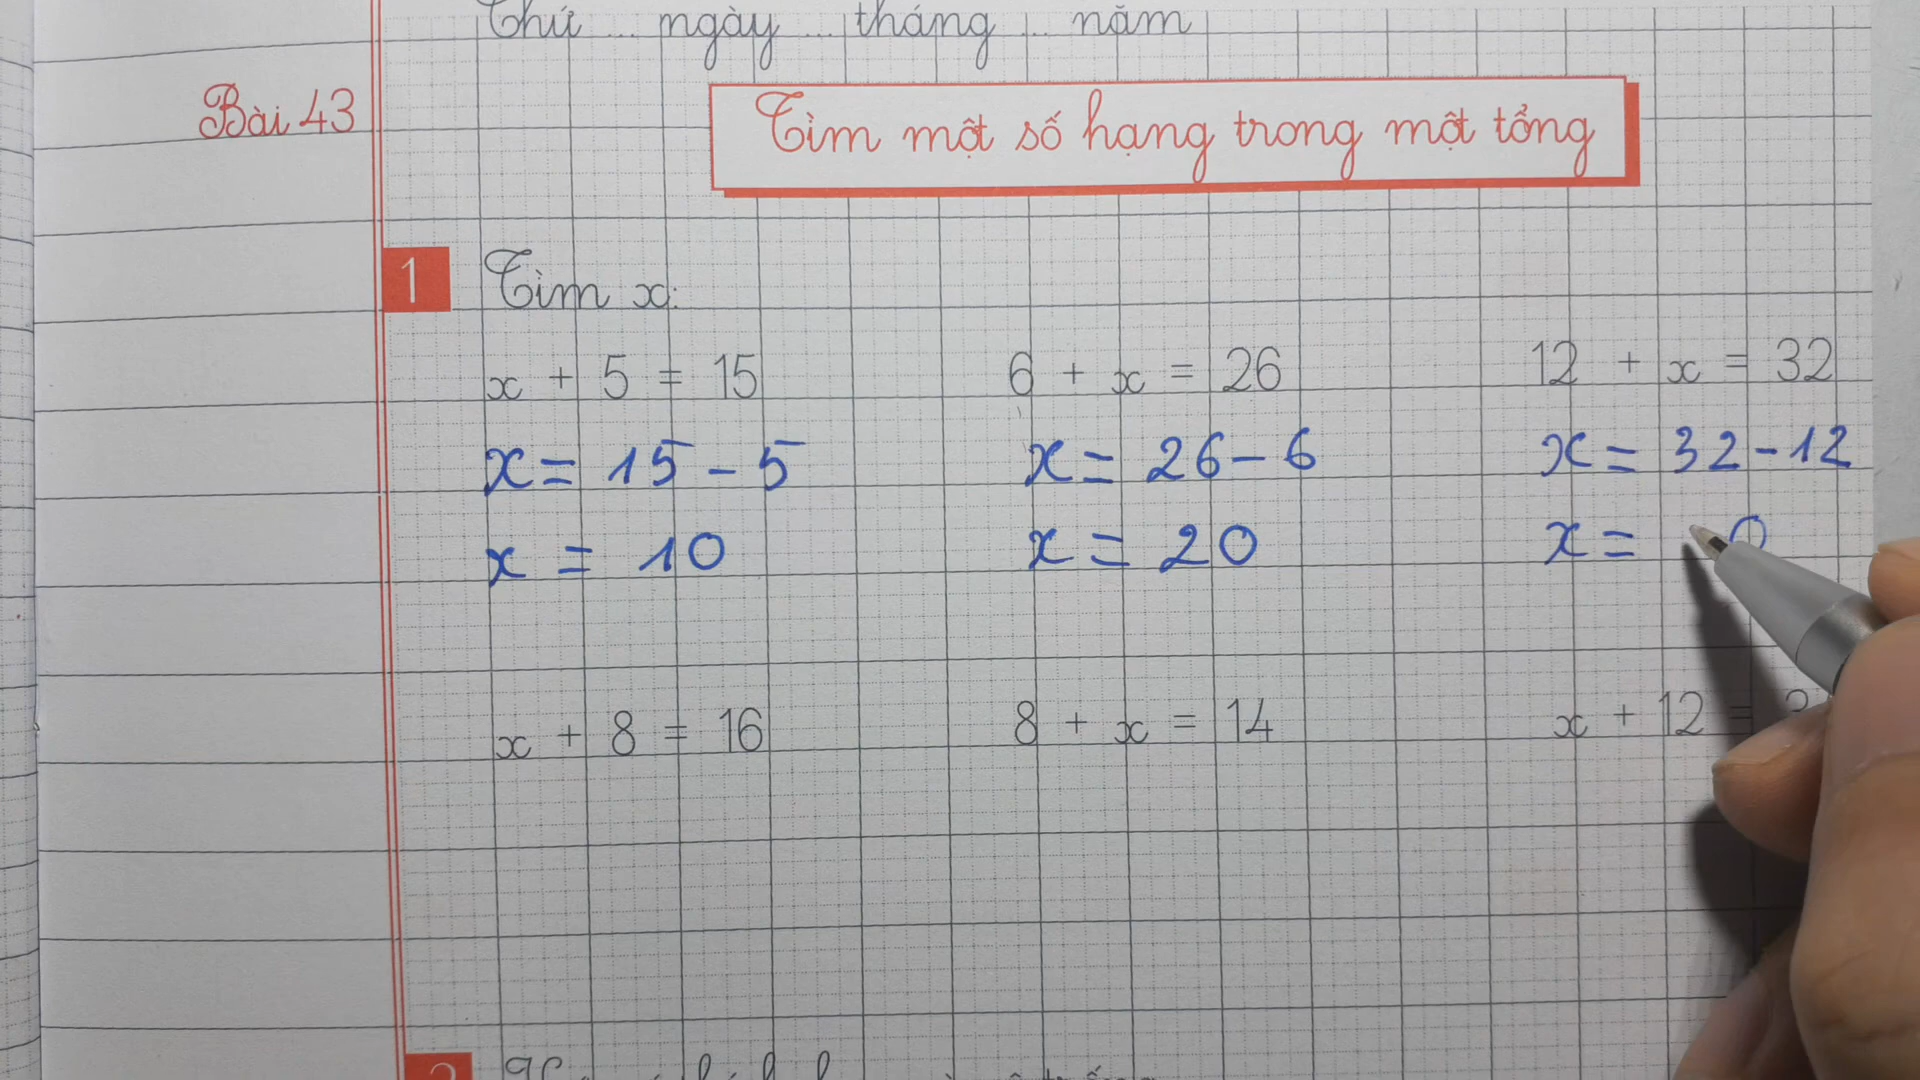 Thứ ... ngày ... tháng ... năm
Bài 43
Tìm một số hạng trong một tổng
1 Tìm x:
x + 5 = 15 6 + x = 26 12 + x = 32
x = 15 - 5 x = 26 - 6 x = 32 - 12
x = 10 x = 20 x = 0
x + 8 = 16 8 + x = 14 x + 12 =